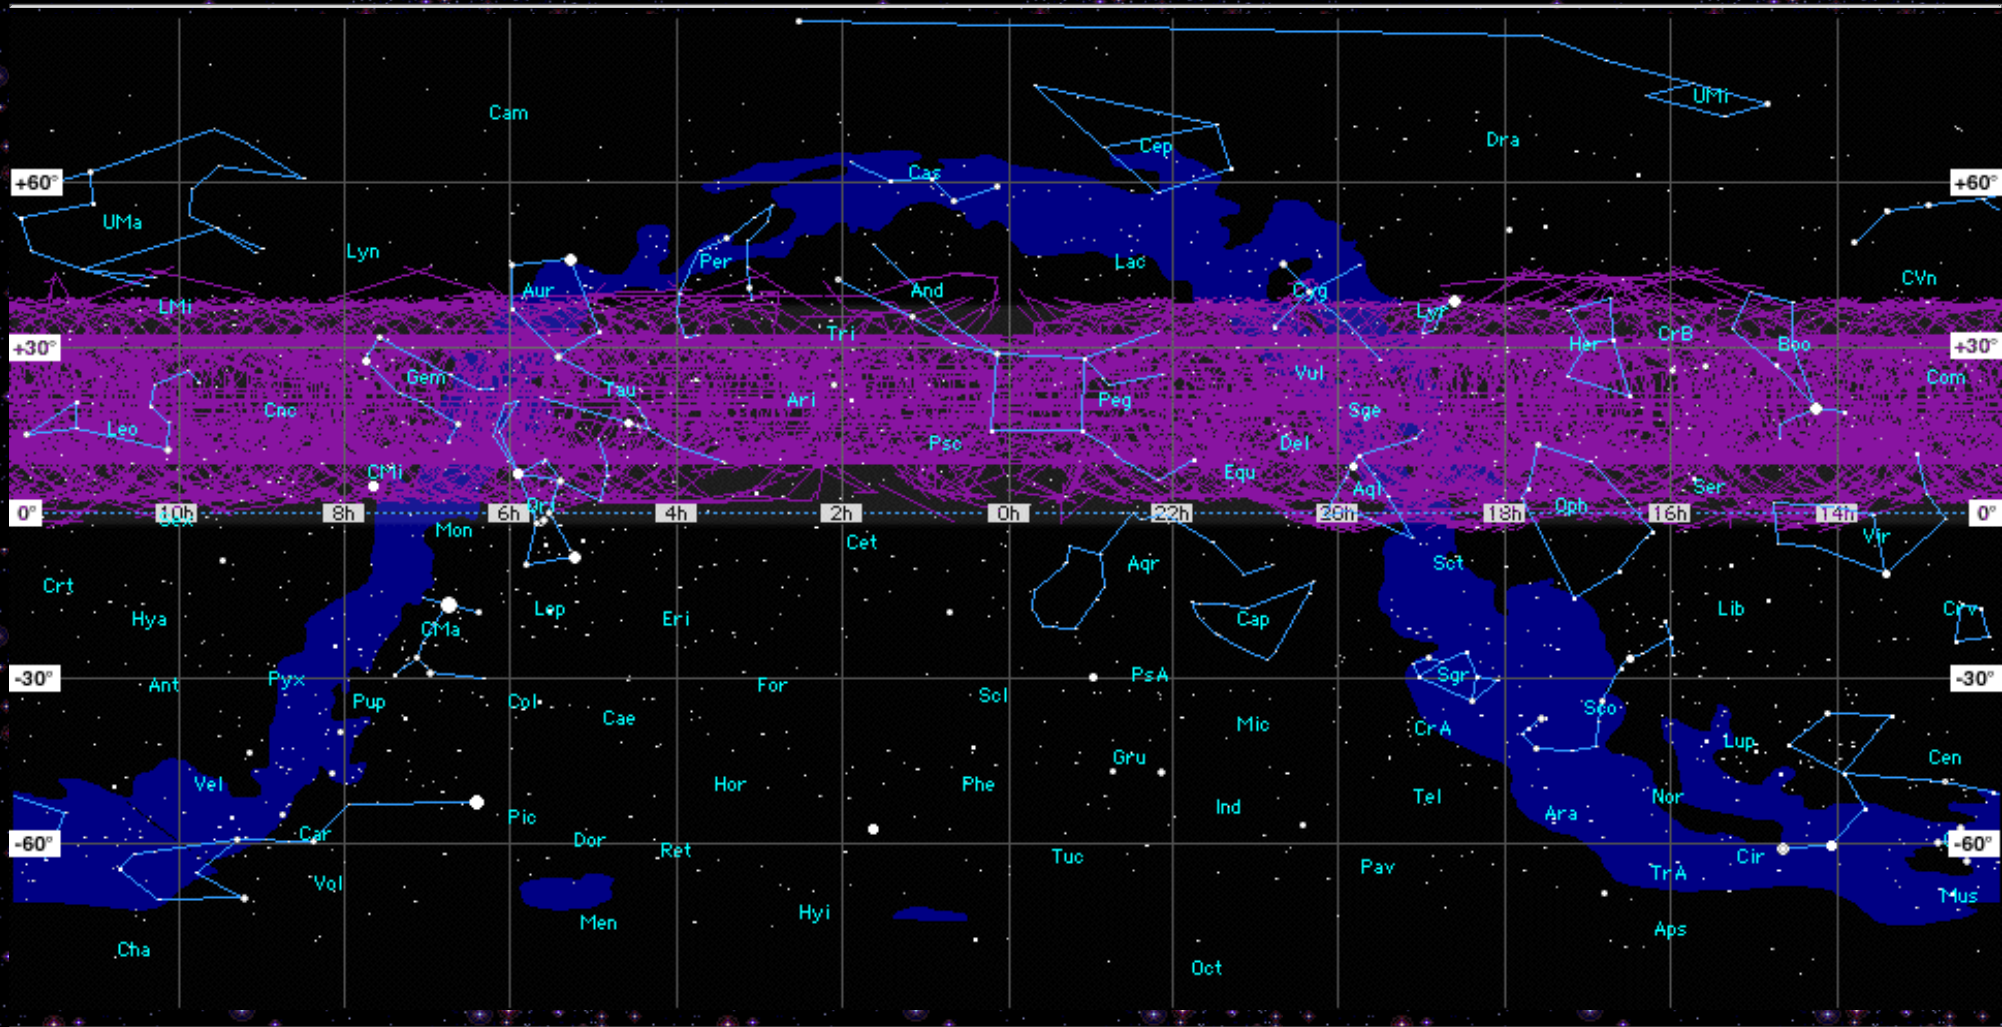 Cam
UMi
Dra
Cep
Cas
+60°
+60°
UMa
Lyn
Per
Lac
CVn
Aur
And
Cyg
LMi
Lyr
Tri
Her
CrB
Boo
+30°
+30°
Gem
Tau
Vul
Com
Cnc
Ari
Peg
Sge
Leo
Psc
Del
CMi
Equ
Aql
Ser
Ori
Oph
0°
10h
8h
6h
4h
2h
0h
22h
20h
18h
16h
14h
0°
Sex
Mon
Cet
Vir
Crt
Aqr
Sct
Hya
Lep
Eri
Cap
Lib
Crv
CMa
-30°
Ant
Pyx
Pup
Col
Cae
For
Scl
PsA
Mic
Sgr
CrA
Sco
-30°
Lup
Vel
Hor
Phe
Gru
Cen
Pic
Ind
Tel
Ara
Nor
-60°
Car
Dor
Ret
Tuc
Pav
Cir
-60°
TrA
Vol
Mus
Men
Hyi
Aps
Cha
Oct